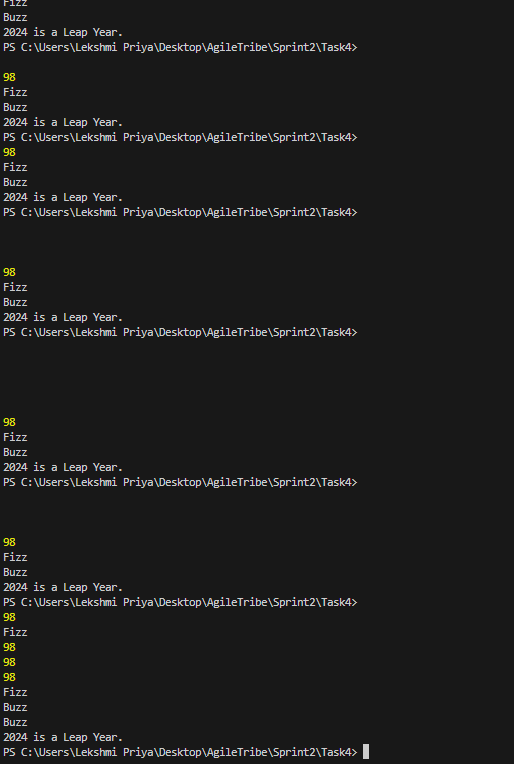 Fizz
Buzz
2024 is a Leap Year.
PS C:\Users\Lekshmi Priya\Desktop\AgileTribe\Sprint2\Task4>
98
Fizz
Buzz
2024 is a Leap Year.
PS C:\Users\Lekshmi Priya\Desktop\AgileTribe\Sprint2\Task4>
98
Fizz
Buzz
2024 is a Leap Year.
PS C:\Users\Lekshmi Priya\Desktop\AgileTribe\Sprint2\Task4>
98
Fizz
Buzz
2024 is a Leap Year.
PS C:\Users\Lekshmi Priya\Desktop\AgileTribe\Sprint2\Task4>
98
Fizz
Buzz
2024 is a Leap Year.
PS C:\Users\Lekshmi Priya\Desktop\AgileTribe\Sprint2\Task4>
98
Fizz
Buzz
2024 is a Leap Year.
PS C:\Users\Lekshmi Priya\Desktop\AgileTribe\Sprint2\Task4>
98
Fizz
98
98
98
Fizz
Buzz
Buzz
2024 is a Leap Year.
PS C:\Users\Lekshmi Priya\Desktop\AgileTribe\Sprint2\Task4>